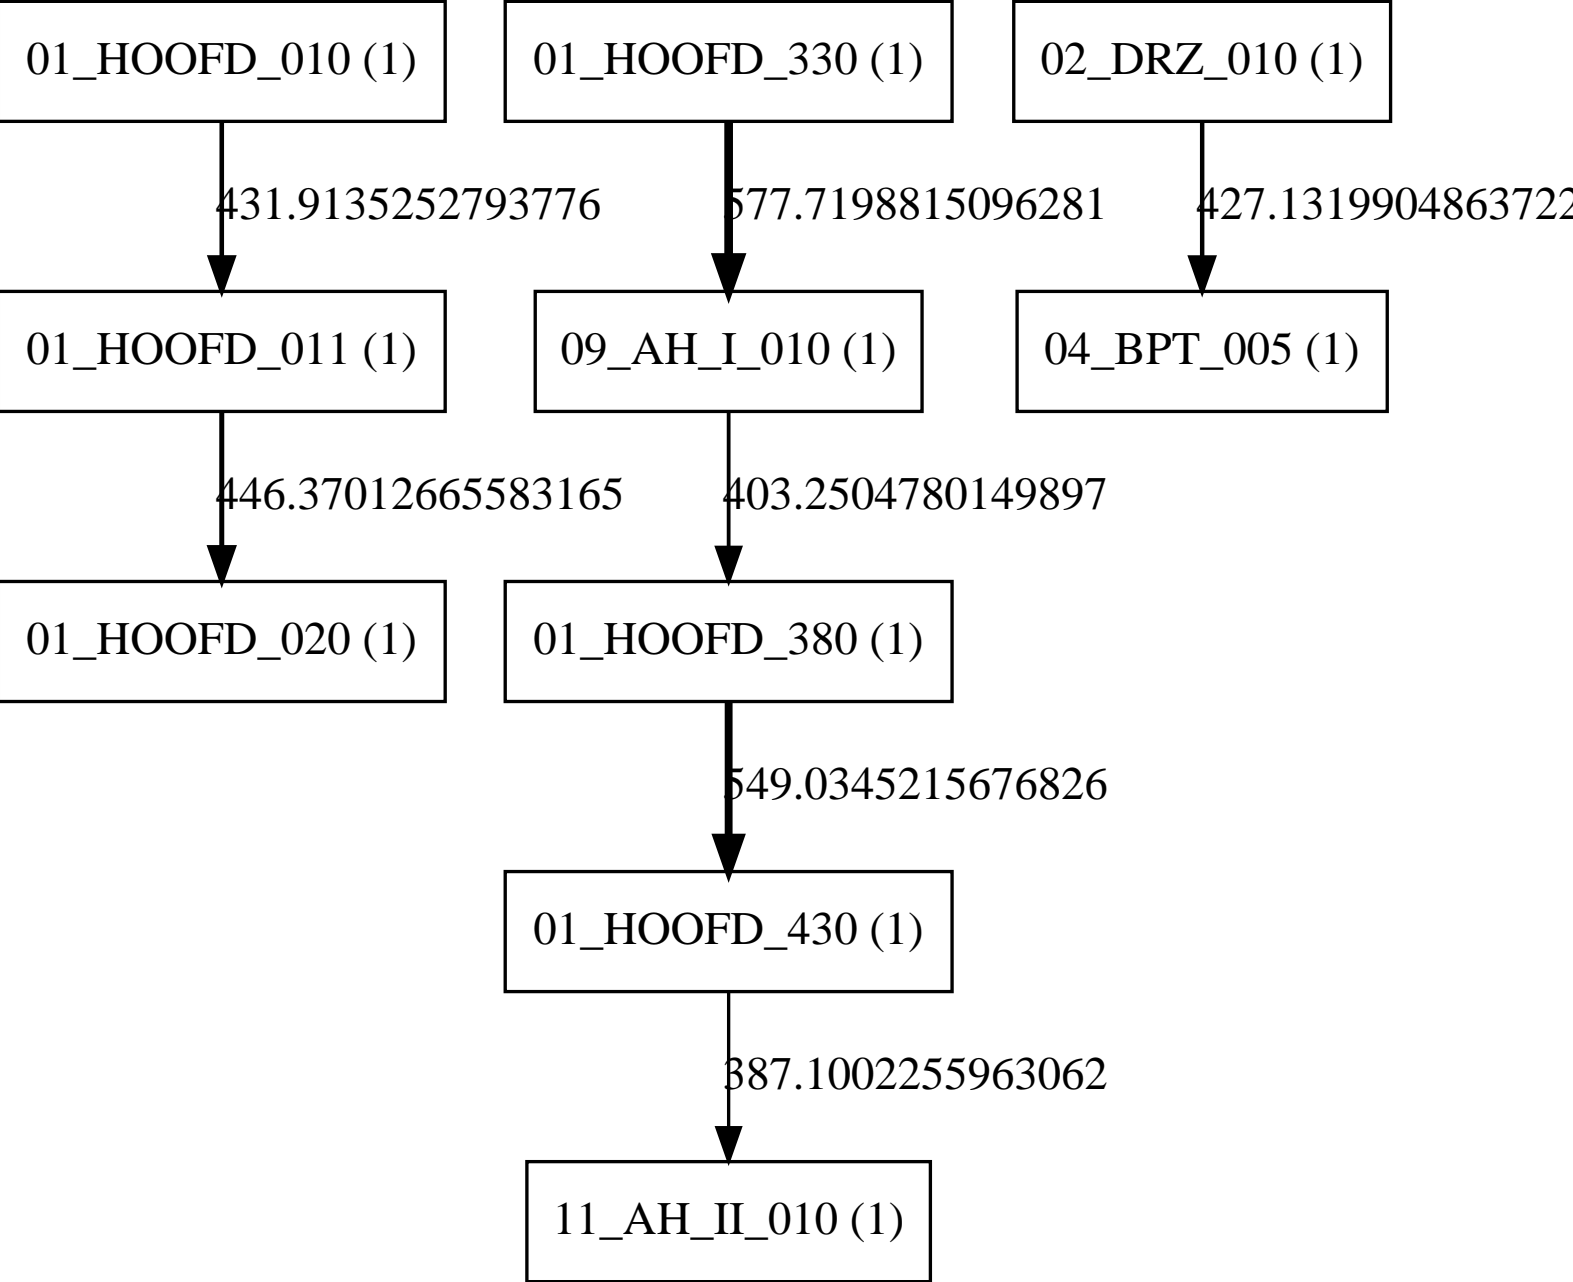 01_HOOFD_010 (1)
01_HOOFD_330 (1)
02_DRZ_010 (1)
431.9135252793776
577.7198815096281
427.1319904863722
01_HOOFD_011 (1)
09_AH_I_010 (1)
04_BPT_005 (1)
446.37012665583165
403.2504780149897
01_HOOFD_020 (1)
01_HOOFD_380 (1)
549.0345215676826
01_HOOFD_430 (1)
387.1002255963062
11_AH_II_010 (1)